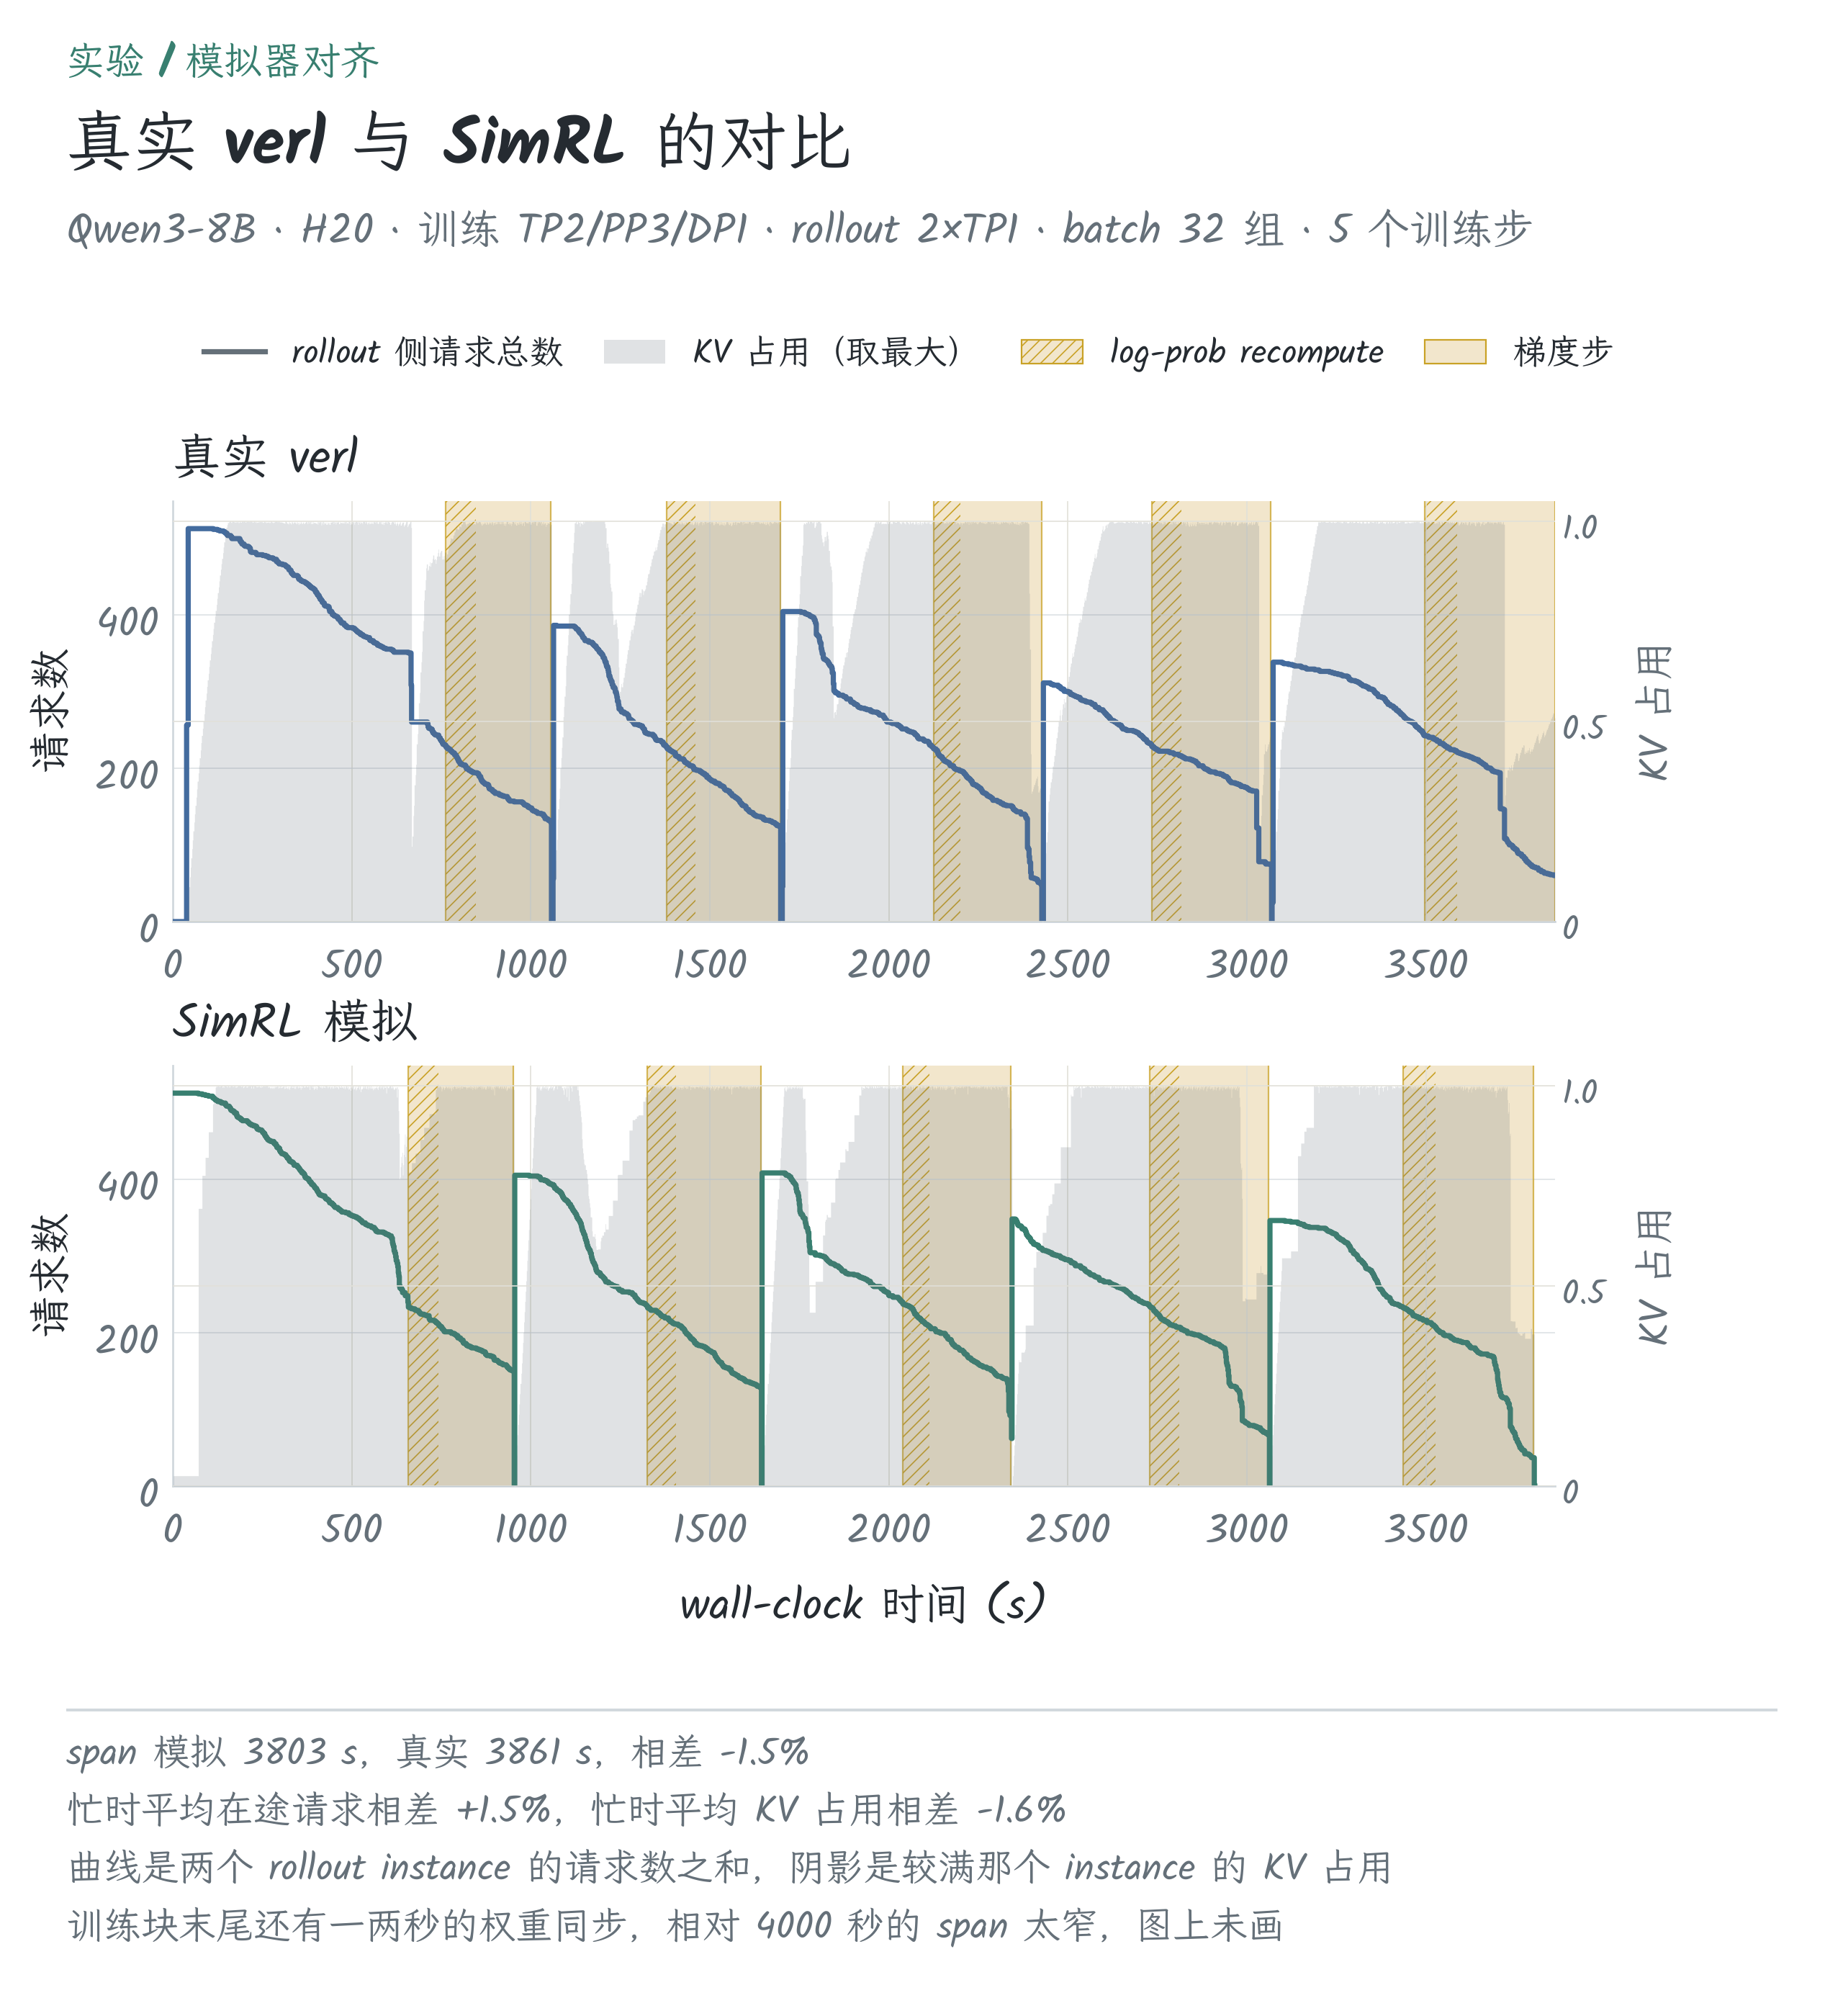 实验 / 模拟器对齐
真实 verl 与 SimRL 的对比
Qwen3-8B · H20 · 训练 TP2/PP3/DP1 · rollout 2×TP1 · batch 32 组 · 5 个训练步
rollout 侧请求总数 KV 占用（取最大） log-prob recompute 梯度步
真实 verl
请求数
400
200
0
1.0
0.5
0
KV 占用
0 500 1000 1500 2000 2500 3000 3500
SimRL 模拟
请求数
400
200
0
1.0
0.5
0
KV 占用
0 500 1000 1500 2000 2500 3000 3500
wall-clock 时间 (s)
span 模拟 3803 s，真实 3861 s，相差 -1.5%
忙时平均在途请求相差 +1.5%，忙时平均 KV 占用相差 -1.6%
曲线是两个 rollout instance 的请求数之和，阴影是较满那个 instance 的 KV 占用
训练块末尾还有一两秒的权重同步，相对 4000 秒的 span 太窄，图上未画